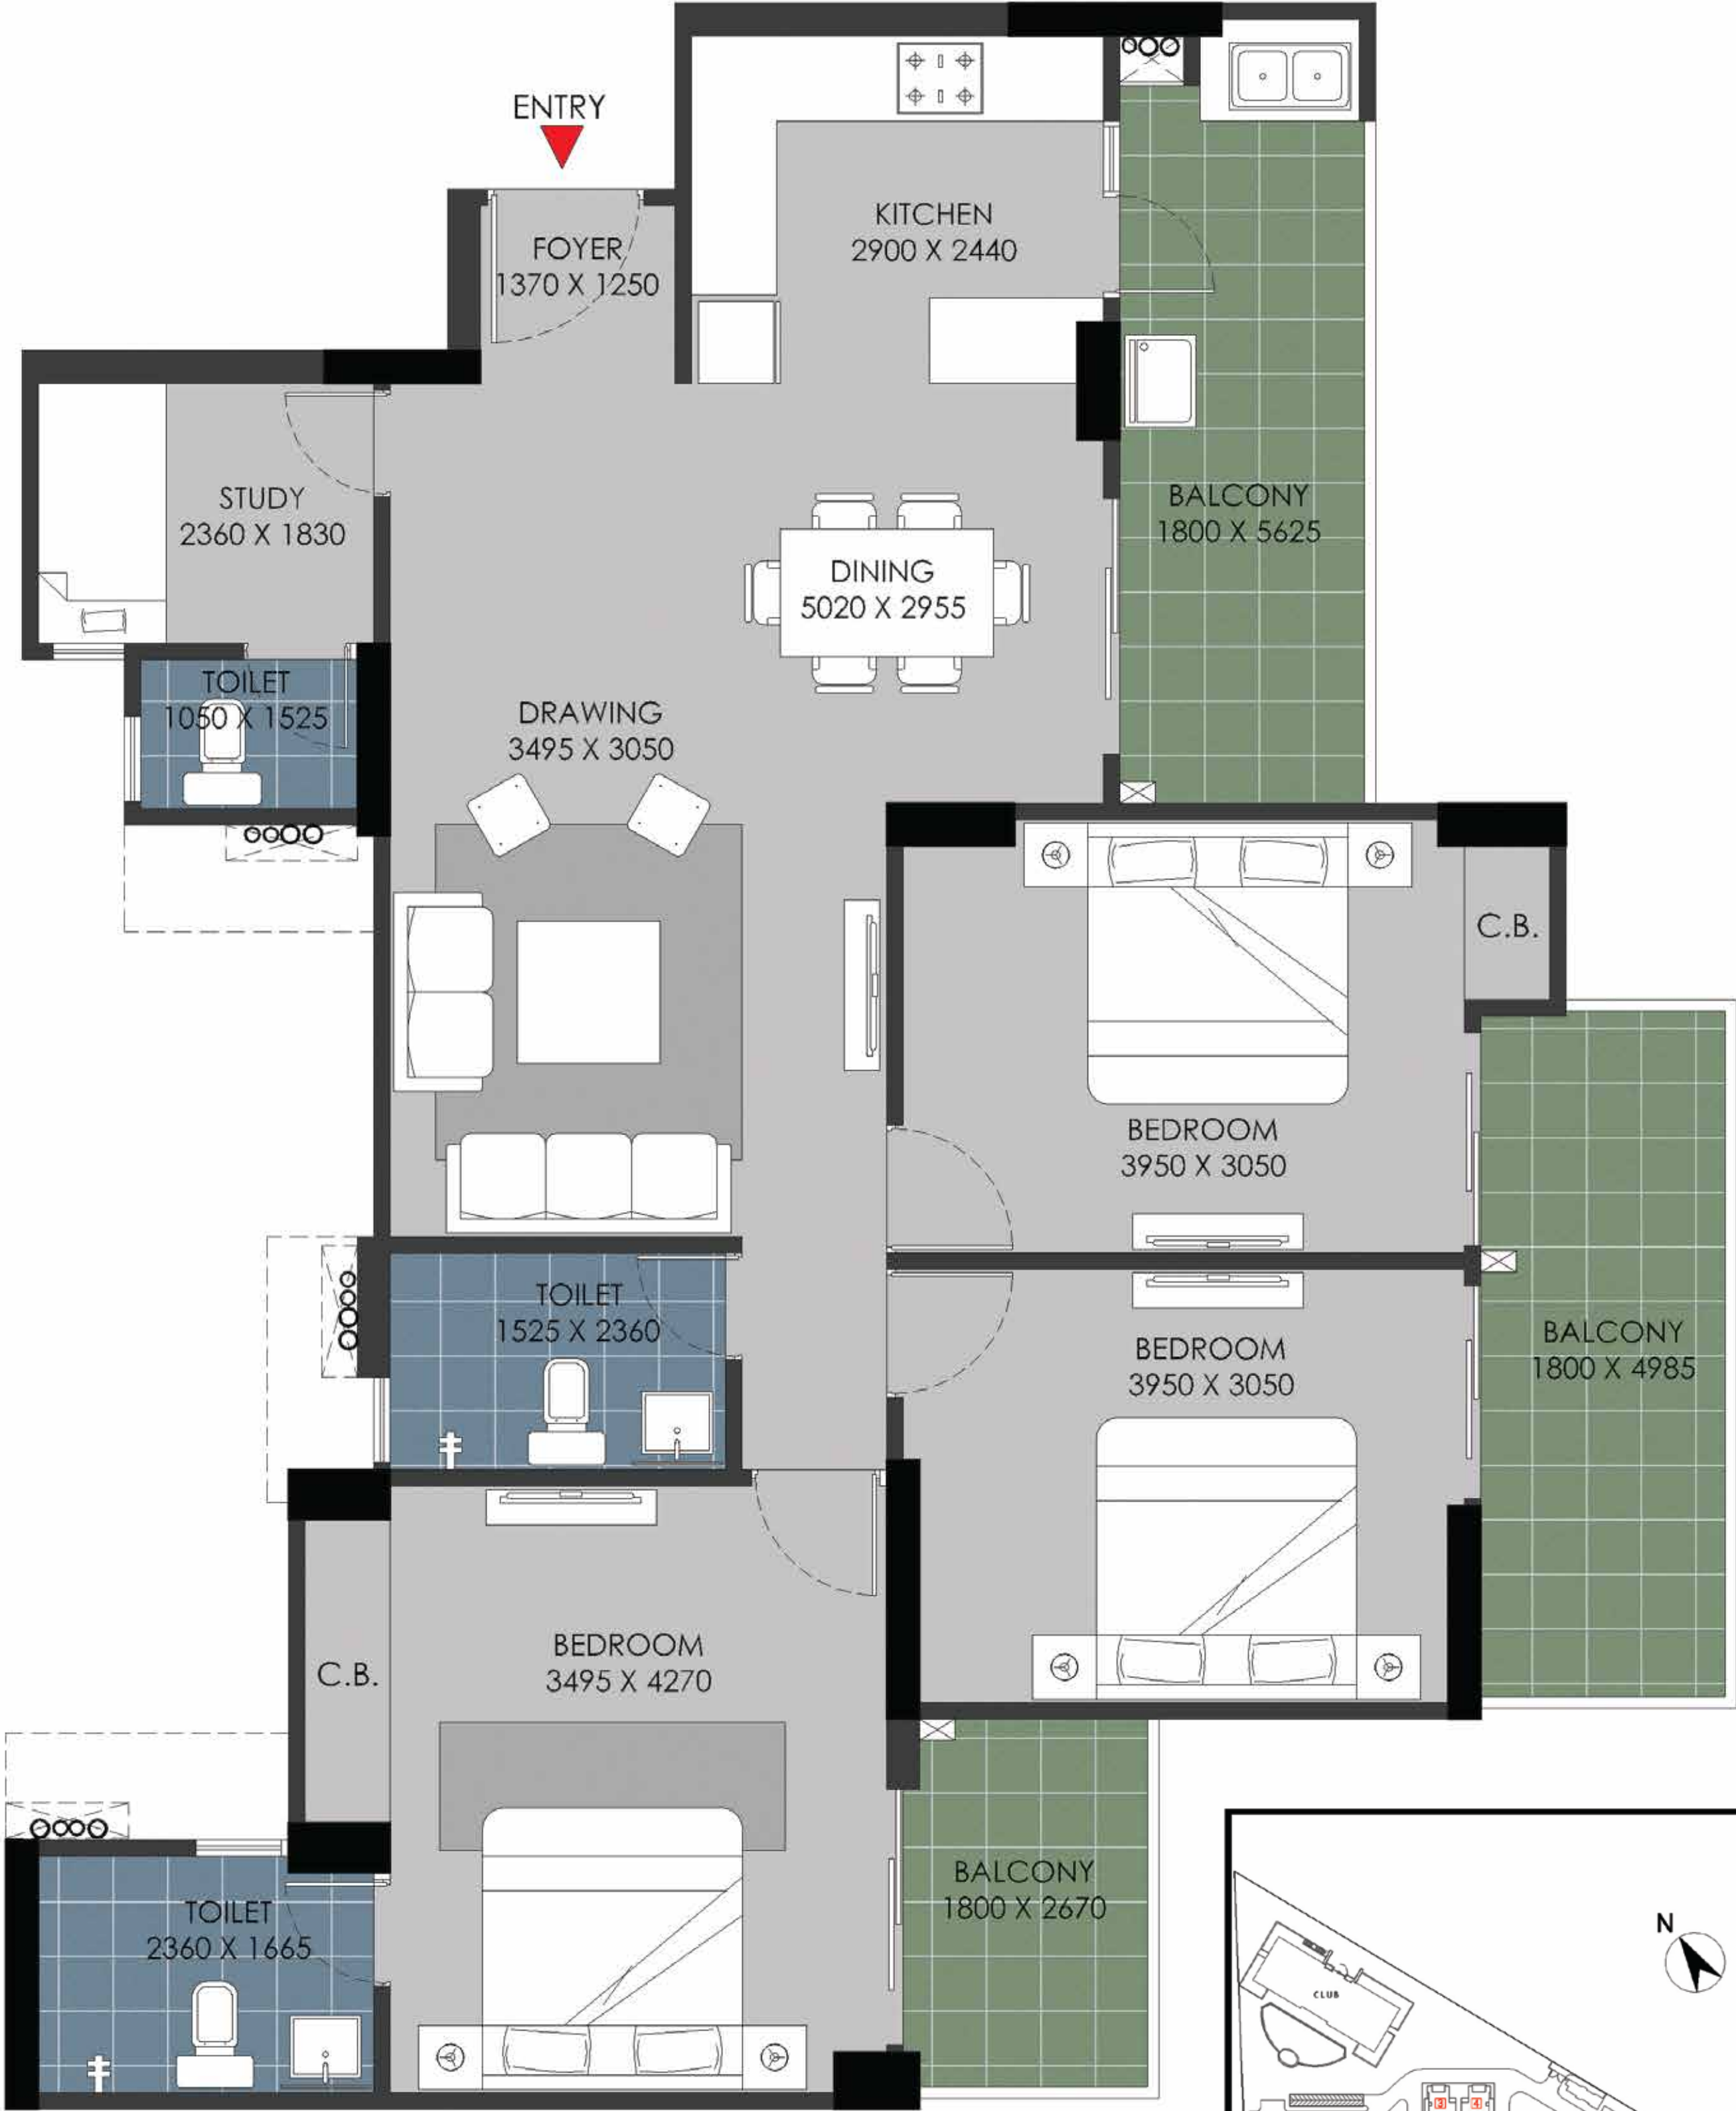 ENTRY
FOYER
1370 X 1250
KITCHEN
2900 X 2440
STUDY
2360 X 1830
BALCONY
1800 X 5625
DINING
5020 X 2955
TOILET
1050 X 1525
DRAWING
3495 X 3050
C.B.
BEDROOM
3950 X 3050
TOILET
1525 X 2360
BEDROOM
3950 X 3050
BALCONY
1800 X 4985
C.B.
BEDROOM
3495 X 4270
BALCONY
1800 X 2670
TOILET
2360 X 1665
N
CLUB
3
4